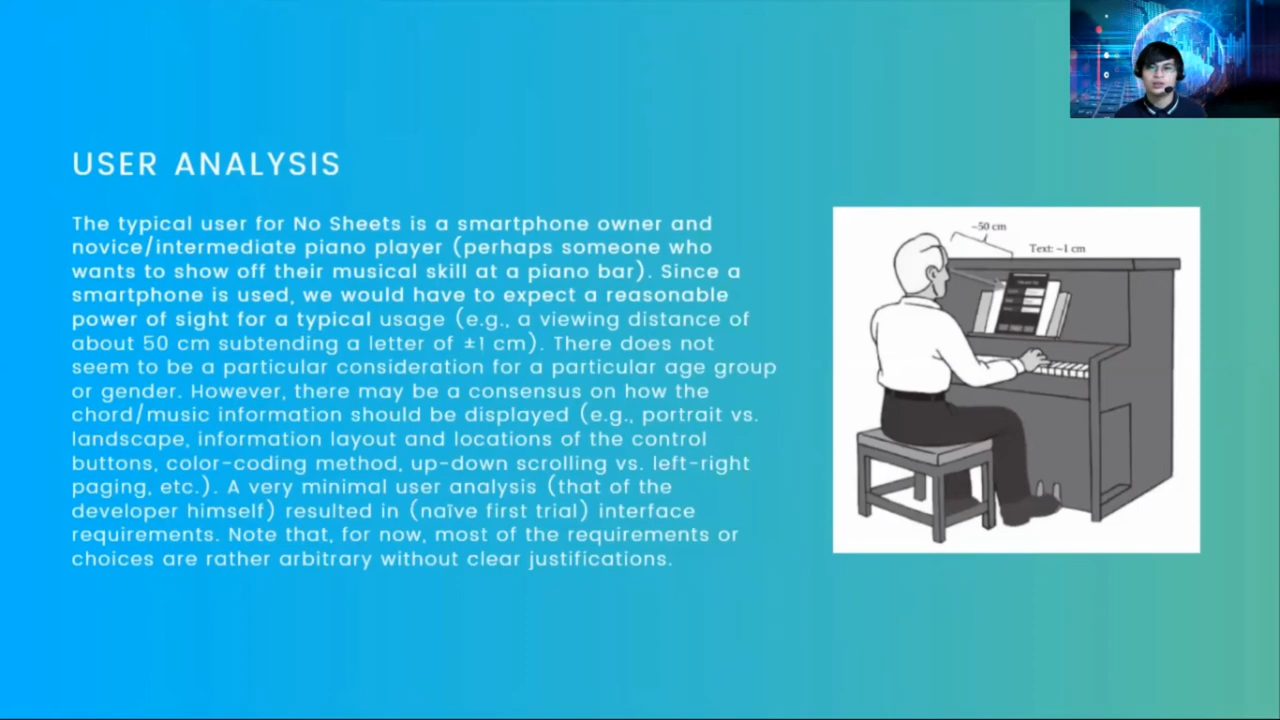 USER ANALYSIS
The typical user for No Sheets is a smartphone owner and
novice/intermediate piano player (perhaps someone who
wants to show off their musical skill at a piano bar). Since a
smartphone is used, we would have to expect a reasonable
power of sight for a typical usage (e.g., a viewing distance of
about 50 cm subtending a letter of ±1 cm). There does not
seem to be a particular consideration for a particular age group
or gender. However, there may be a consensus on how the
chord/music information should be displayed (e.g., portrait vs.
landscape, information layout and locations of the control
buttons, color-coding method, up-down scrolling vs. left-right
paging, etc.). A very minimal user analysis (that of the
developer himself) resulted in (naïve first trial) interface
requirements. Note that, for now, most of the requirements or
choices are rather arbitrary without clear justifications.
~50 cm
Text: ~1 cm